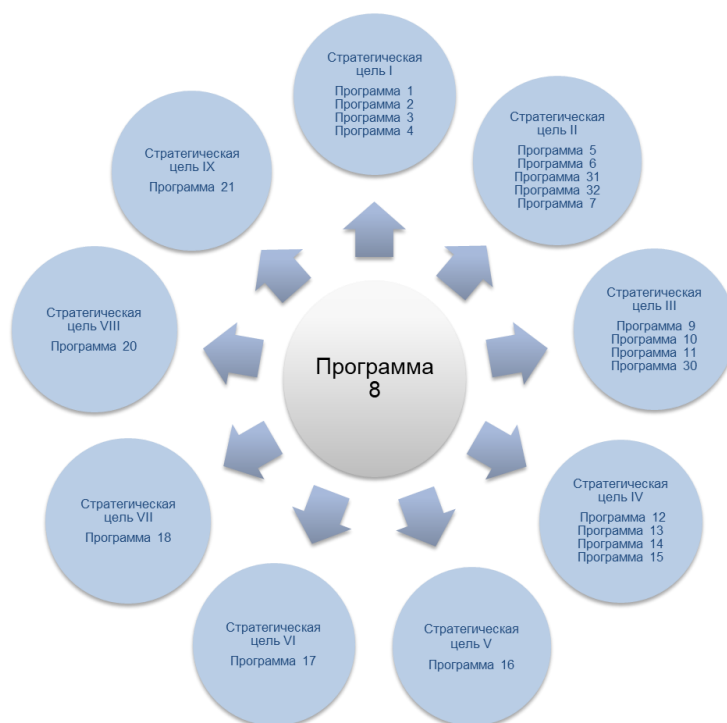 Стратегическая
цель I
Программа 1
Программа 2
Программа 3
Программа 4
Стратегическая
цель II
Программа 5
Программа 6
Программа 31
Программа 32
Программа 7
Стратегическая
цель III
Программа 9
Программа 10
Программа 11
Программа 30
Стратегическая
цель IV
Программа 12
Программа 13
Программа 14
Программа 15
Стратегическая
цель V
Программа 16
Стратегическая
цель VI
Программа 17
Стратегическая
цель VII
Программа 18
Стратегическая
цель VIII
Программа 20
Стратегическая
цель IX
Программа 21
Программа
8